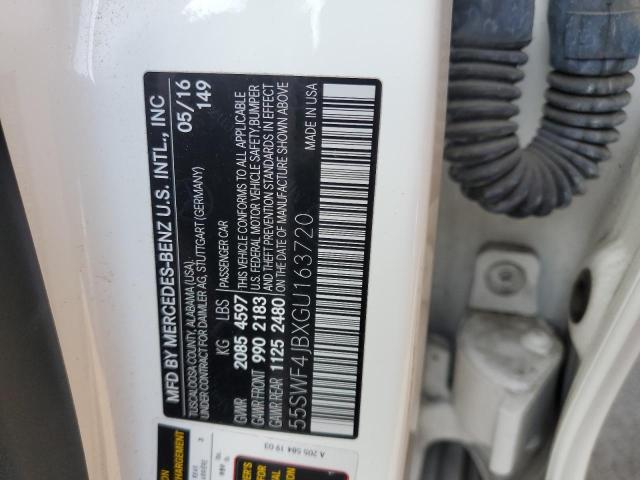 MFD BY MERCEDES-BENZ U.S. INTL., INC
TUSCALOOSA COUNTY, ALABAMA (USA).
UNDER CONTRACT FOR DAIMLER AG, STUTTGART (GERMANY)
05/16
149
KG LBS PASSENGER CAR
GVWR 2085 4597
GAWR FRONT 990 2183
GAWR REAR 1125 2480
THIS VEHICLE CONFORMS TO ALL APPLICABLE
U.S. FEDERAL MOTOR VEHICLE SAFETY, BUMPER
AND THEFT PREVENTION STANDARDS IN EFFECT
ON THE DATE OF MANUFACTURE SHOWN ABOVE
55SWF4JBXGU163720
MADE IN USA
A 205 584 19 03